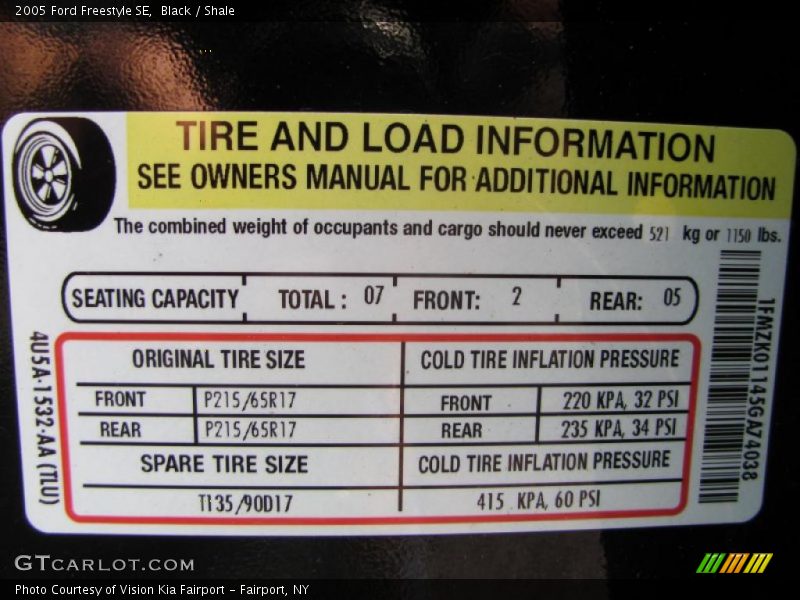 2005 Ford Freestyle SE, Black / Shale
TIRE AND LOAD INFORMATION
SEE OWNERS MANUAL FOR ADDITIONAL INFORMATION
The combined weight of occupants and cargo should never exceed 521 kg or 1150 lbs.
SEATING CAPACITY TOTAL : 07 FRONT: 2 REAR: 05
ORIGINAL TIRE SIZE COLD TIRE INFLATION PRESSURE
FRONT P215/65R17 FRONT 220 KPA, 32 PSI
REAR P215/65R17 REAR 235 KPA, 34 PSI
SPARE TIRE SIZE COLD TIRE INFLATION PRESSURE
T135/90D17 415 KPA, 60 PSI
4U5A-1532-AA (TLU)
1FMZK01145GA74038
GTCARLOT.COM
Photo Courtesy of Vision Kia Fairport – Fairport, NY